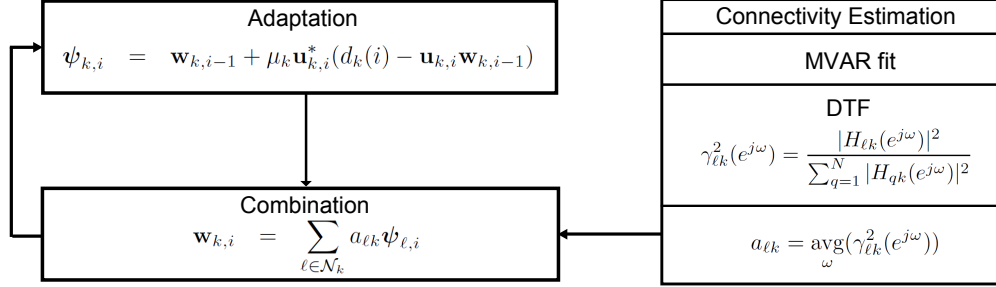 Adaptation
𝝍_{k,i} = 𝐰_{k,i−1} + μ_k 𝐮*_{k,i}(d_k(i) − 𝐮_{k,i}𝐰_{k,i−1})
Combination
𝐰_{k,i} = ∑_{ℓ∈𝒩_k} a_{ℓk}𝝍_{ℓ,i}
Connectivity Estimation
MVAR fit
DTF
γ²_{ℓk}(e^{jω}) = |H_{ℓk}(e^{jω})|² / ∑_{q=1}^{N} |H_{qk}(e^{jω})|²
a_{ℓk} = avg_ω(γ²_{ℓk}(e^{jω}))